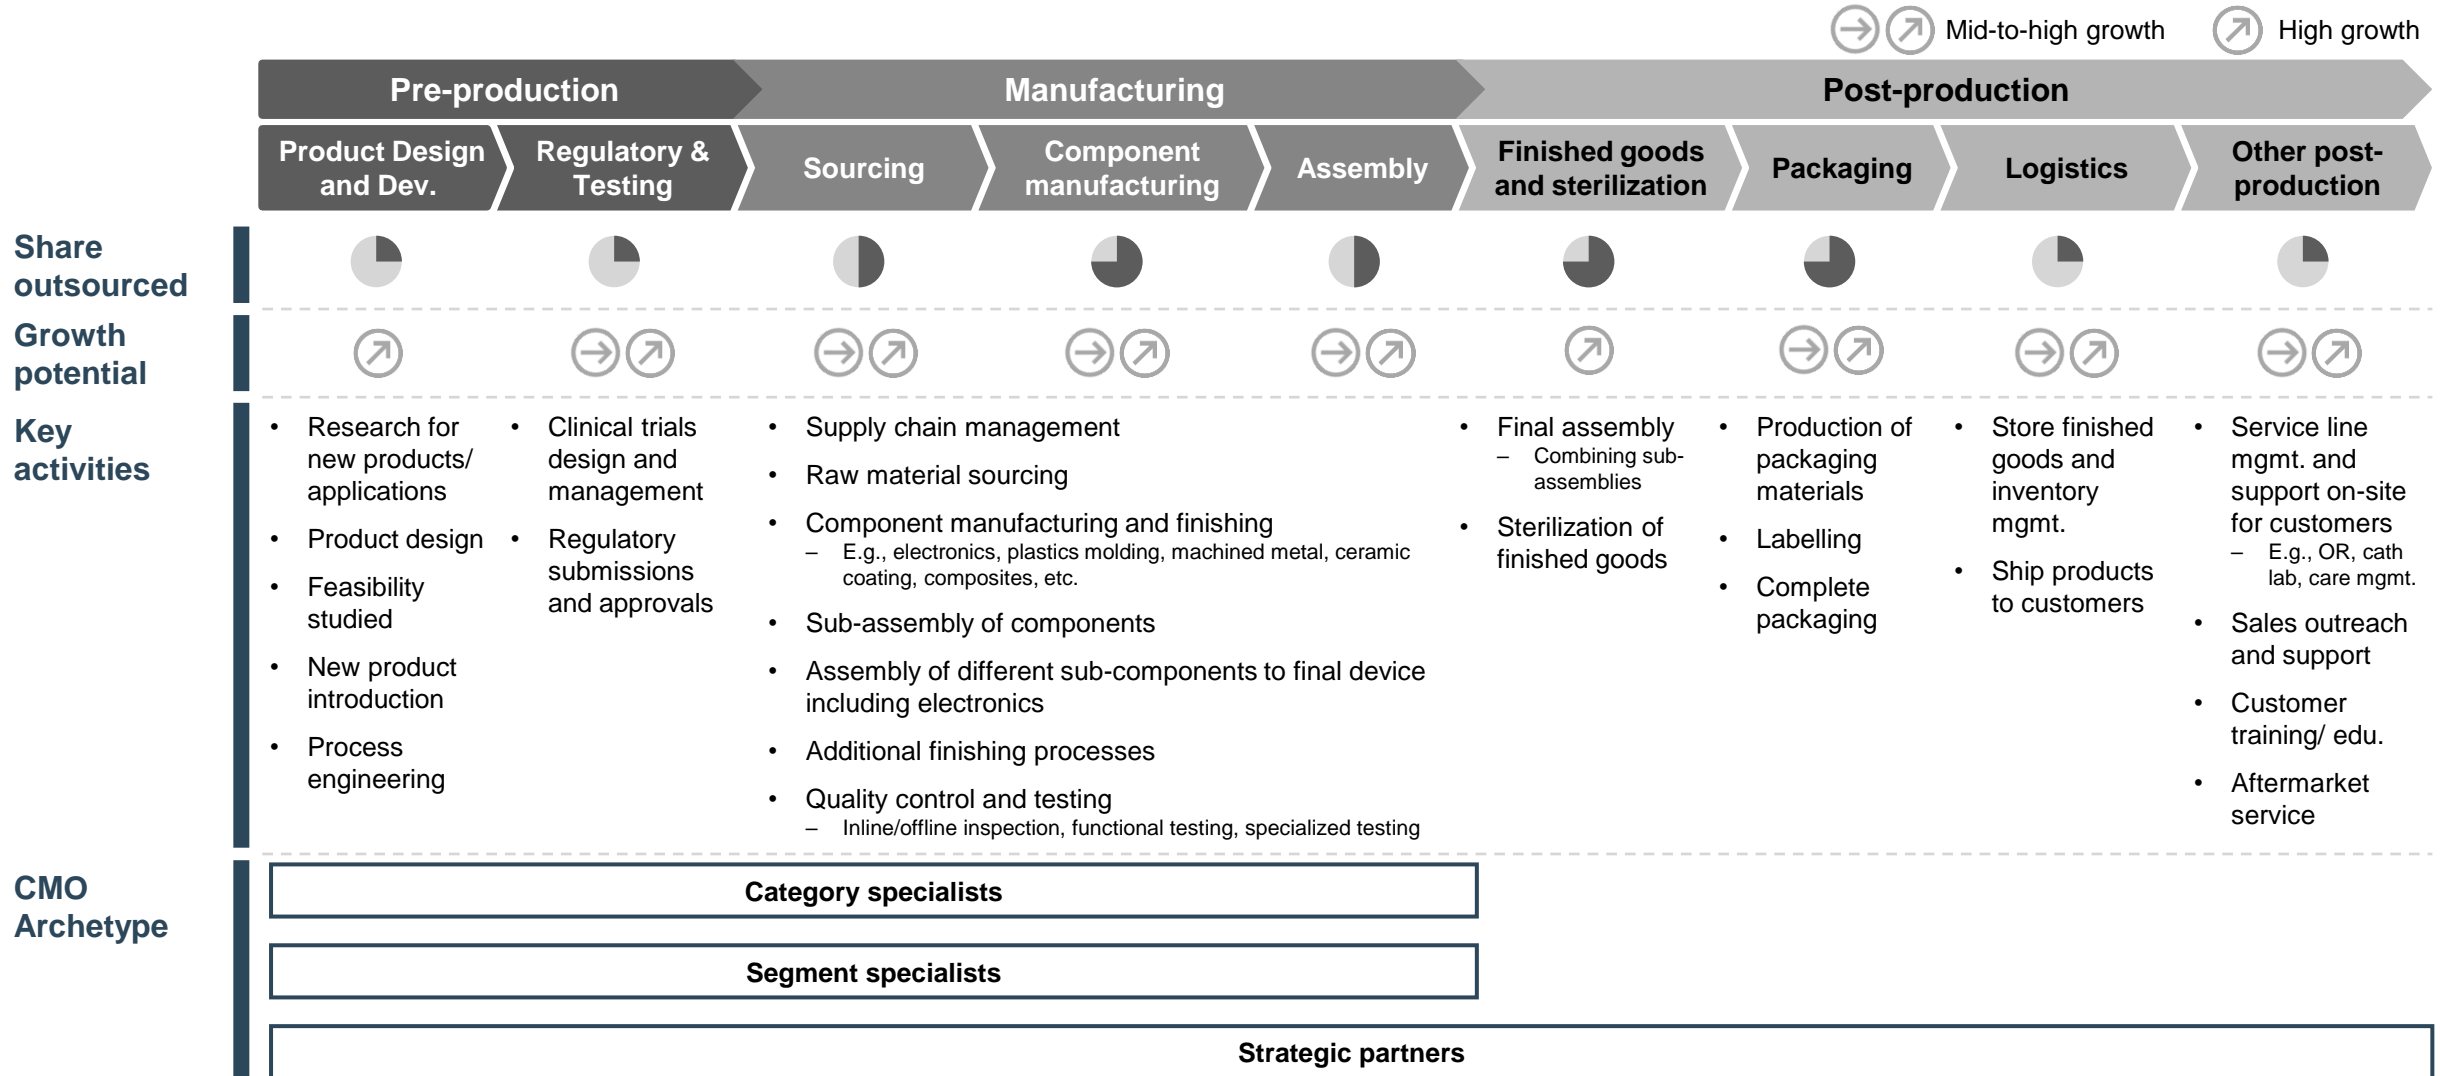 Mid-to-high growth
High growth
Pre-production
Manufacturing
Post-production
Product Design
and Dev.
Regulatory &
Testing
Sourcing
Component
manufacturing
Assembly
Finished goods
and sterilization
Packaging
Logistics
Other post-
production
Share
outsourced
Growth
potential
Key
activities
• Research for
new products/
applications
• Product design
• Feasibility
studied
• New product
introduction
• Process
engineering
• Clinical trials
design and
management
• Regulatory
submissions
and approvals
• Supply chain management
• Raw material sourcing
• Component manufacturing and finishing
– E.g., electronics, plastics molding, machined metal, ceramic
coating, composites, etc.
• Sub-assembly of components
• Assembly of different sub-components to final device
including electronics
• Additional finishing processes
• Quality control and testing
– Inline/offline inspection, functional testing, specialized testing
• Final assembly
– Combining sub-
assemblies
• Sterilization of
finished goods
• Production of
packaging
materials
• Labelling
• Complete
packaging
• Store finished
goods and
inventory
mgmt.
• Ship products
to customers
• Service line
mgmt. and
support on-site
for customers
– E.g., OR, cath
lab, care mgmt.
• Sales outreach
and support
• Customer
training/ edu.
• Aftermarket
service
CMO
Archetype
Category specialists
Segment specialists
Strategic partners